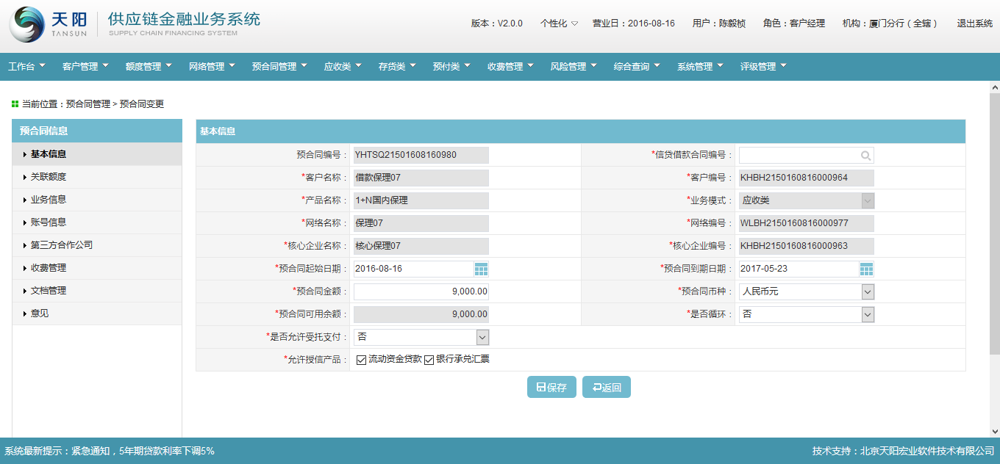 天阳 供应链金融业务系统
TANSUN SUPPLY CHAIN FINANCING SYSTEM
版本：V2.0.0 个性化 营业日：2016-08-16 用户：陈毅桢 角色：客户经理 机构：厦门分行（全辖） 退出系统
工作台 客户管理 额度管理 网络管理 预合同管理 应收类 存货类 预付类 收费管理 风险管理 综合查询 系统管理 评级管理
当前位置：预合同管理 > 预合同变更
预合同信息
基本信息
关联额度
业务信息
账号信息
第三方合作公司
收费管理
文档管理
意见
基本信息
预合同编号： YHTSQ21501608160980 *信贷借款合同编号：
*客户名称： 借款保理07 *客户编号： KHBH2150160816000964
*产品名称： 1+N国内保理 *业务模式： 应收类
*网络名称： 保理07 *网络编号： WLBH2150160816000977
*核心企业名称： 核心保理07 *核心企业编号： KHBH2150160816000963
*预合同起始日期： 2016-08-16 *预合同到期日期： 2017-05-23
*预合同金额： 9,000.00 *预合同币种： 人民币元
*预合同可用余额： 9,000.00 *是否循环： 否
*是否允许受托支付： 否
*允许授信产品： 流动资金贷款 银行承兑汇票
保存 返回
系统最新提示：紧急通知，5年期贷款利率下调5% 技术支持：北京天阳宏业软件技术有限公司